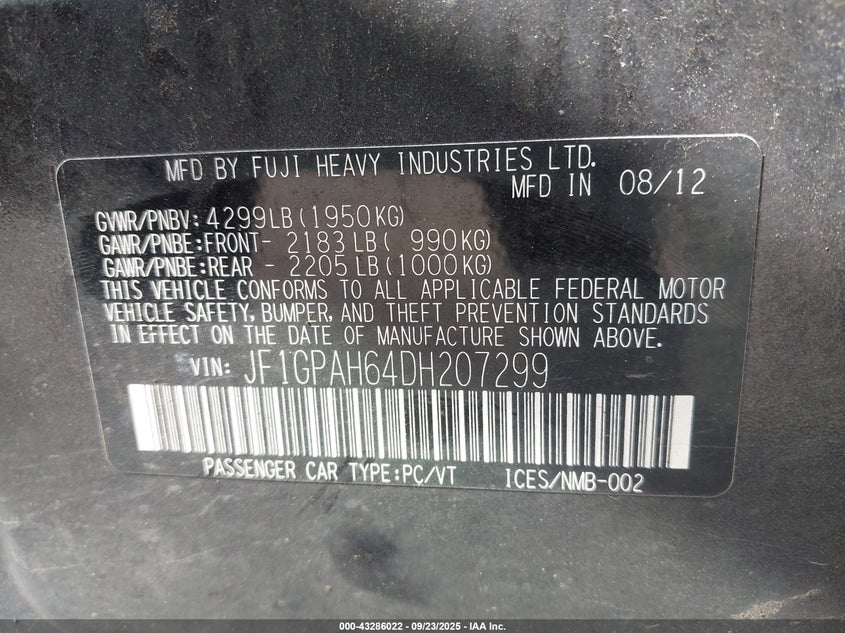 MFD BY FUJI HEAVY INDUSTRIES LTD.
MFD IN 08/12
GVWR/PNBV: 4299LB(1950KG)
GAWR/PNBE:FRONT- 2183LB( 990KG)
GAWR/PNBE:REAR - 2205LB(1000KG)
THIS VEHICLE CONFORMS TO ALL APPLICABLE FEDERAL MOTOR
VEHICLE SAFETY, BUMPER, AND THEFT PREVENTION STANDARDS
IN EFFECT ON THE DATE OF MANUFACTURE SHOWN ABOVE.
VIN: JF1GPAH64DH207299
PASSENGER CAR TYPE:PC/VT ICES/NMB-002
000-43286022 - 09/23/2025 - IAA Inc.